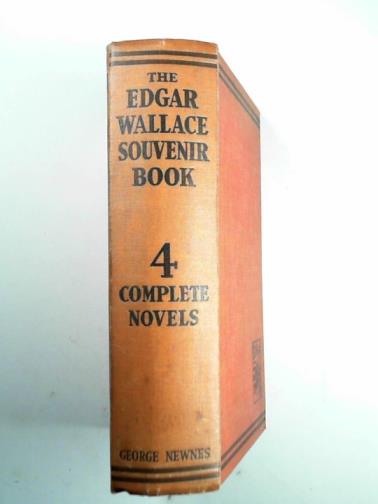 THE
EDGAR
WALLACE
SOUVENIR
BOOK
4
COMPLETE
NOVELS
GEORGE NEWNES